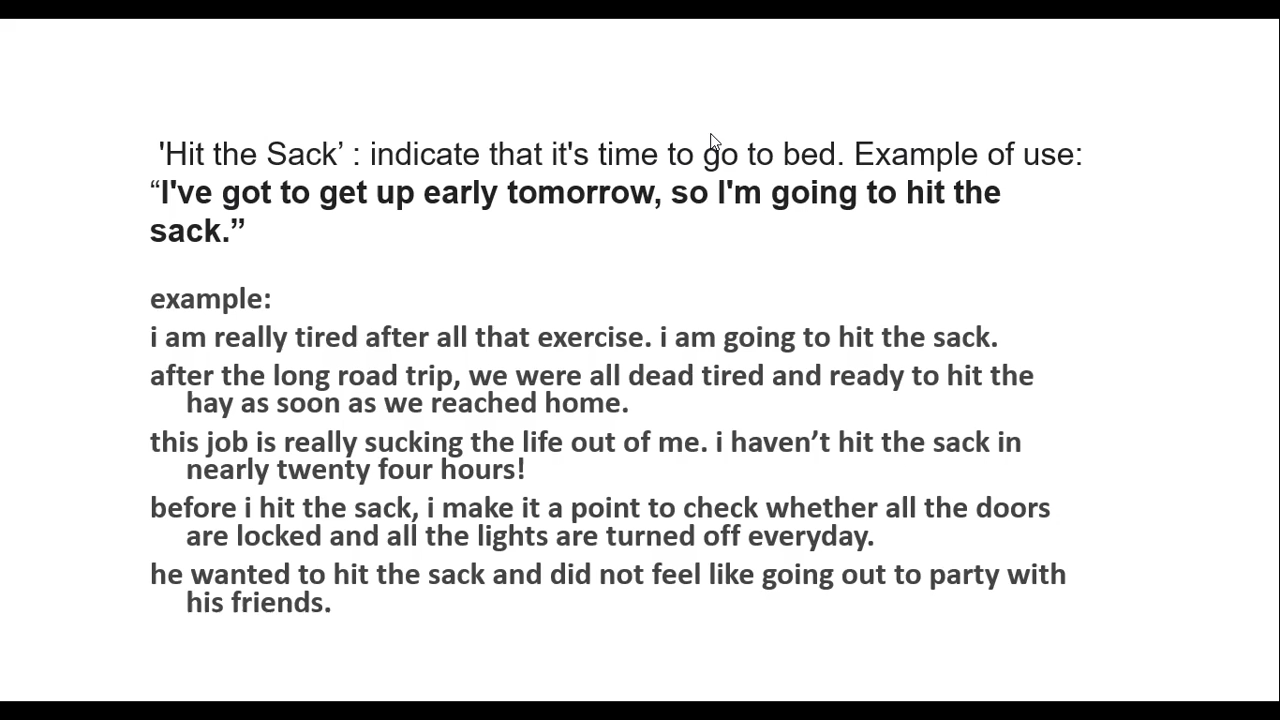 'Hit the Sack’ : indicate that it's time to go to bed. Example of use:
“I've got to get up early tomorrow, so I'm going to hit the
sack.”
example:
i am really tired after all that exercise. i am going to hit the sack.
after the long road trip, we were all dead tired and ready to hit the
hay as soon as we reached home.
this job is really sucking the life out of me. i haven’t hit the sack in
nearly twenty four hours!
before i hit the sack, i make it a point to check whether all the doors
are locked and all the lights are turned off everyday.
he wanted to hit the sack and did not feel like going out to party with
his friends.